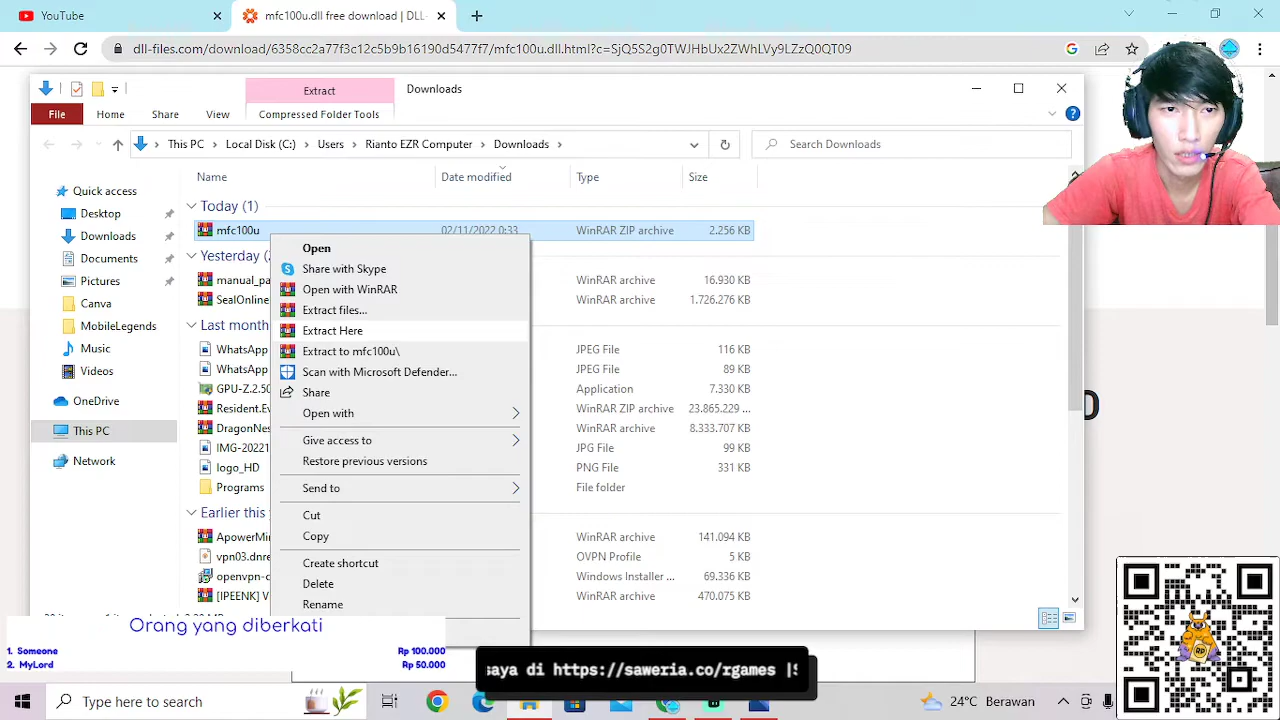 YouTube
mfc100u.dll free download | DLL-
dll-files.com/download/6358cc2a77f3c12c5b9b16190d5477f7/mfc100u.dll.html?c=SjQ5S2g0TWJHbUx2ZWhLVy9LZzQ0QT09
Extract
Downloads
File
Home
Share
View
Compressed Folder Tools
This PC
Local Disk (C:)
Users
Rianto EZR Computer
Downloads
Search Downloads
Name
Date modified
Type
Size
Quick access
Desktop
Downloads
Documents
Pictures
Canva
MobileLegends
Music
Videos
OneDrive
This PC
Network
Today (1)
mfc100u 02/11/2022 0:33 WinRAR ZIP archive 2.256 KB
Yesterday (
manual_pa WinRAR archive 16.930 KB
SealOnline WinRAR archive 1.726.276 KB
Last month
WhatsApp JPEG File 116 KB
WhatsApp JPEG File 89 KB
GPU-Z.2.50 Application 7.330 KB
Resident.Ev WinRAR ZIP archive 23.865.229 ...
DragonNes WinRAR archive 8.333.707 KB
IMG-20221 JPG File 99 KB
logo_HD PNG File 331 KB
Programs File folder
Earlier this
ApowerMi WinRAR archive 141.094 KB
vpn03.dnre OVPN Profile 5 KB
openvpn-c Windows Installer ... 69.336 KB
[IPEENK] V WinRAR archive 470.075 KB
Open
Share with Skype
Open with WinRAR
Extract files...
Extract Here
Extract to mfc100u\
Scan with Microsoft Defender...
Share
Open with
Give access to
Restore previous versions
Send to
Cut
Copy
Create shortcut
Delete
Rename
Orang yang diberkati
1. Someone Rp 100.000
2. MyLord Rp 50.000
saya di https://saweria.co/rgames |S
RP
Type here to search
24°C Berawan